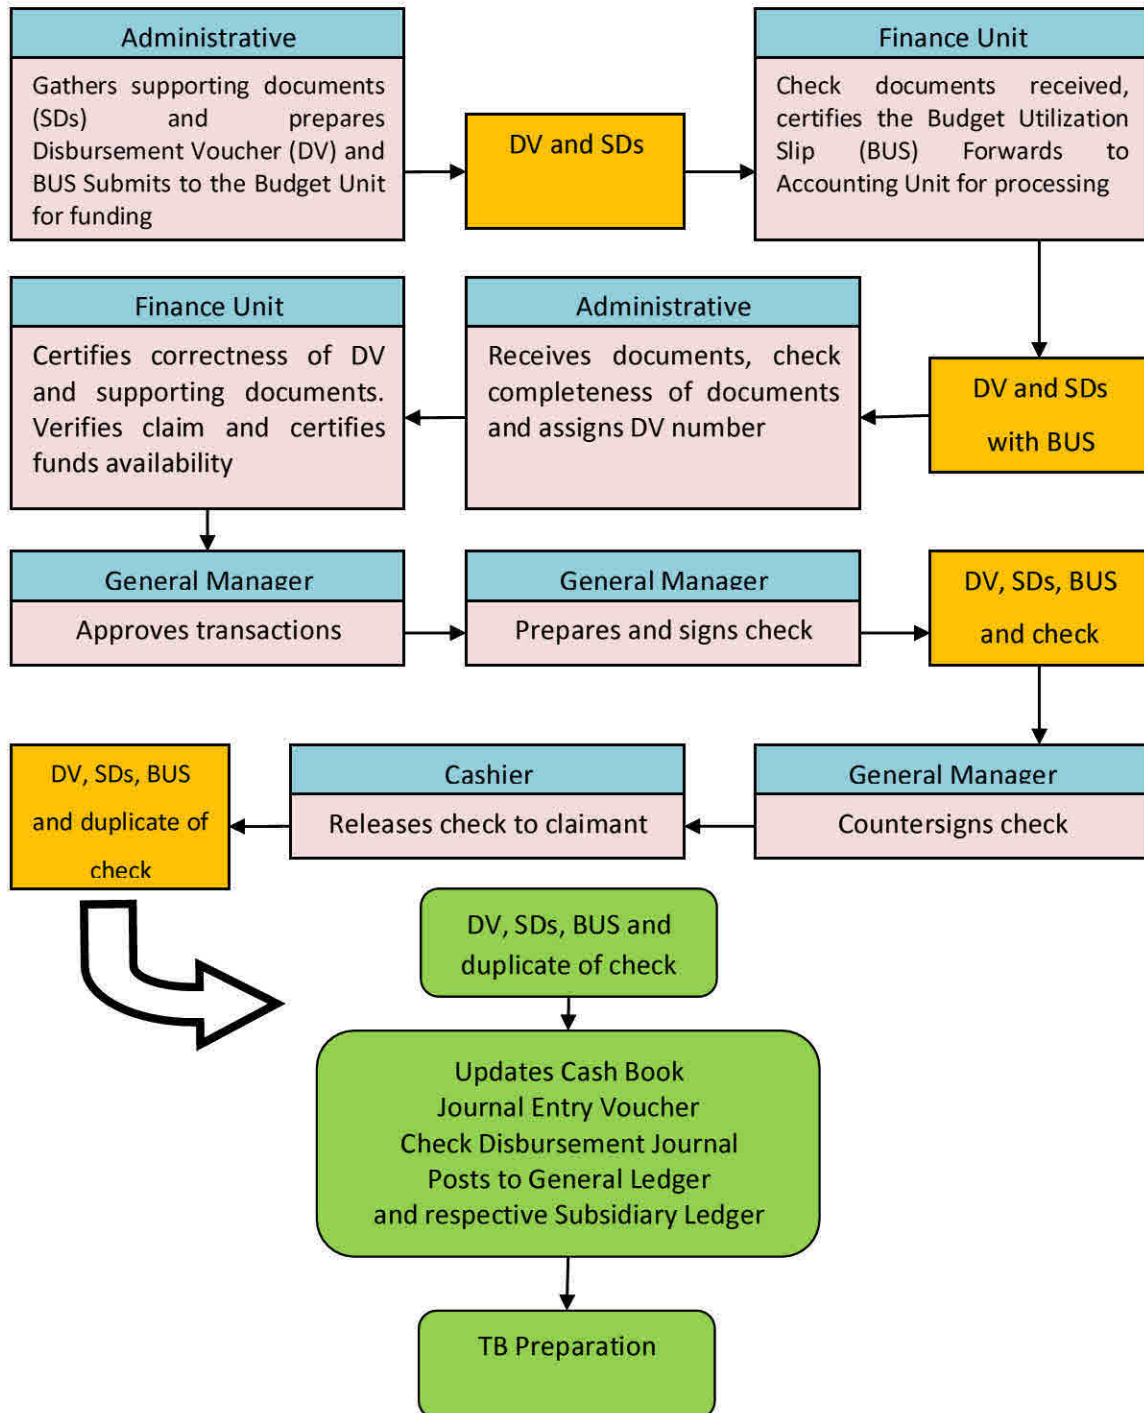 Administrative
Gathers supporting documents
(SDs) and prepares
Disbursement Voucher (DV) and
BUS Submits to the Budget Unit
for funding
DV and SDs
Finance Unit
Check documents received,
certifies the Budget Utilization
Slip (BUS) Forwards to
Accounting Unit for processing
DV and SDs
with BUS
Administrative
Receives documents, check
completeness of documents
and assigns DV number
Finance Unit
Certifies correctness of DV
and supporting documents.
Verifies claim and certifies
funds availability
General Manager
Approves transactions
General Manager
Prepares and signs check
DV, SDs, BUS
and check
General Manager
Countersigns check
Cashier
Releases check to claimant
DV, SDs, BUS
and duplicate of
check
DV, SDs, BUS and
duplicate of check
Updates Cash Book
Journal Entry Voucher
Check Disbursement Journal
Posts to General Ledger
and respective Subsidiary Ledger
TB Preparation